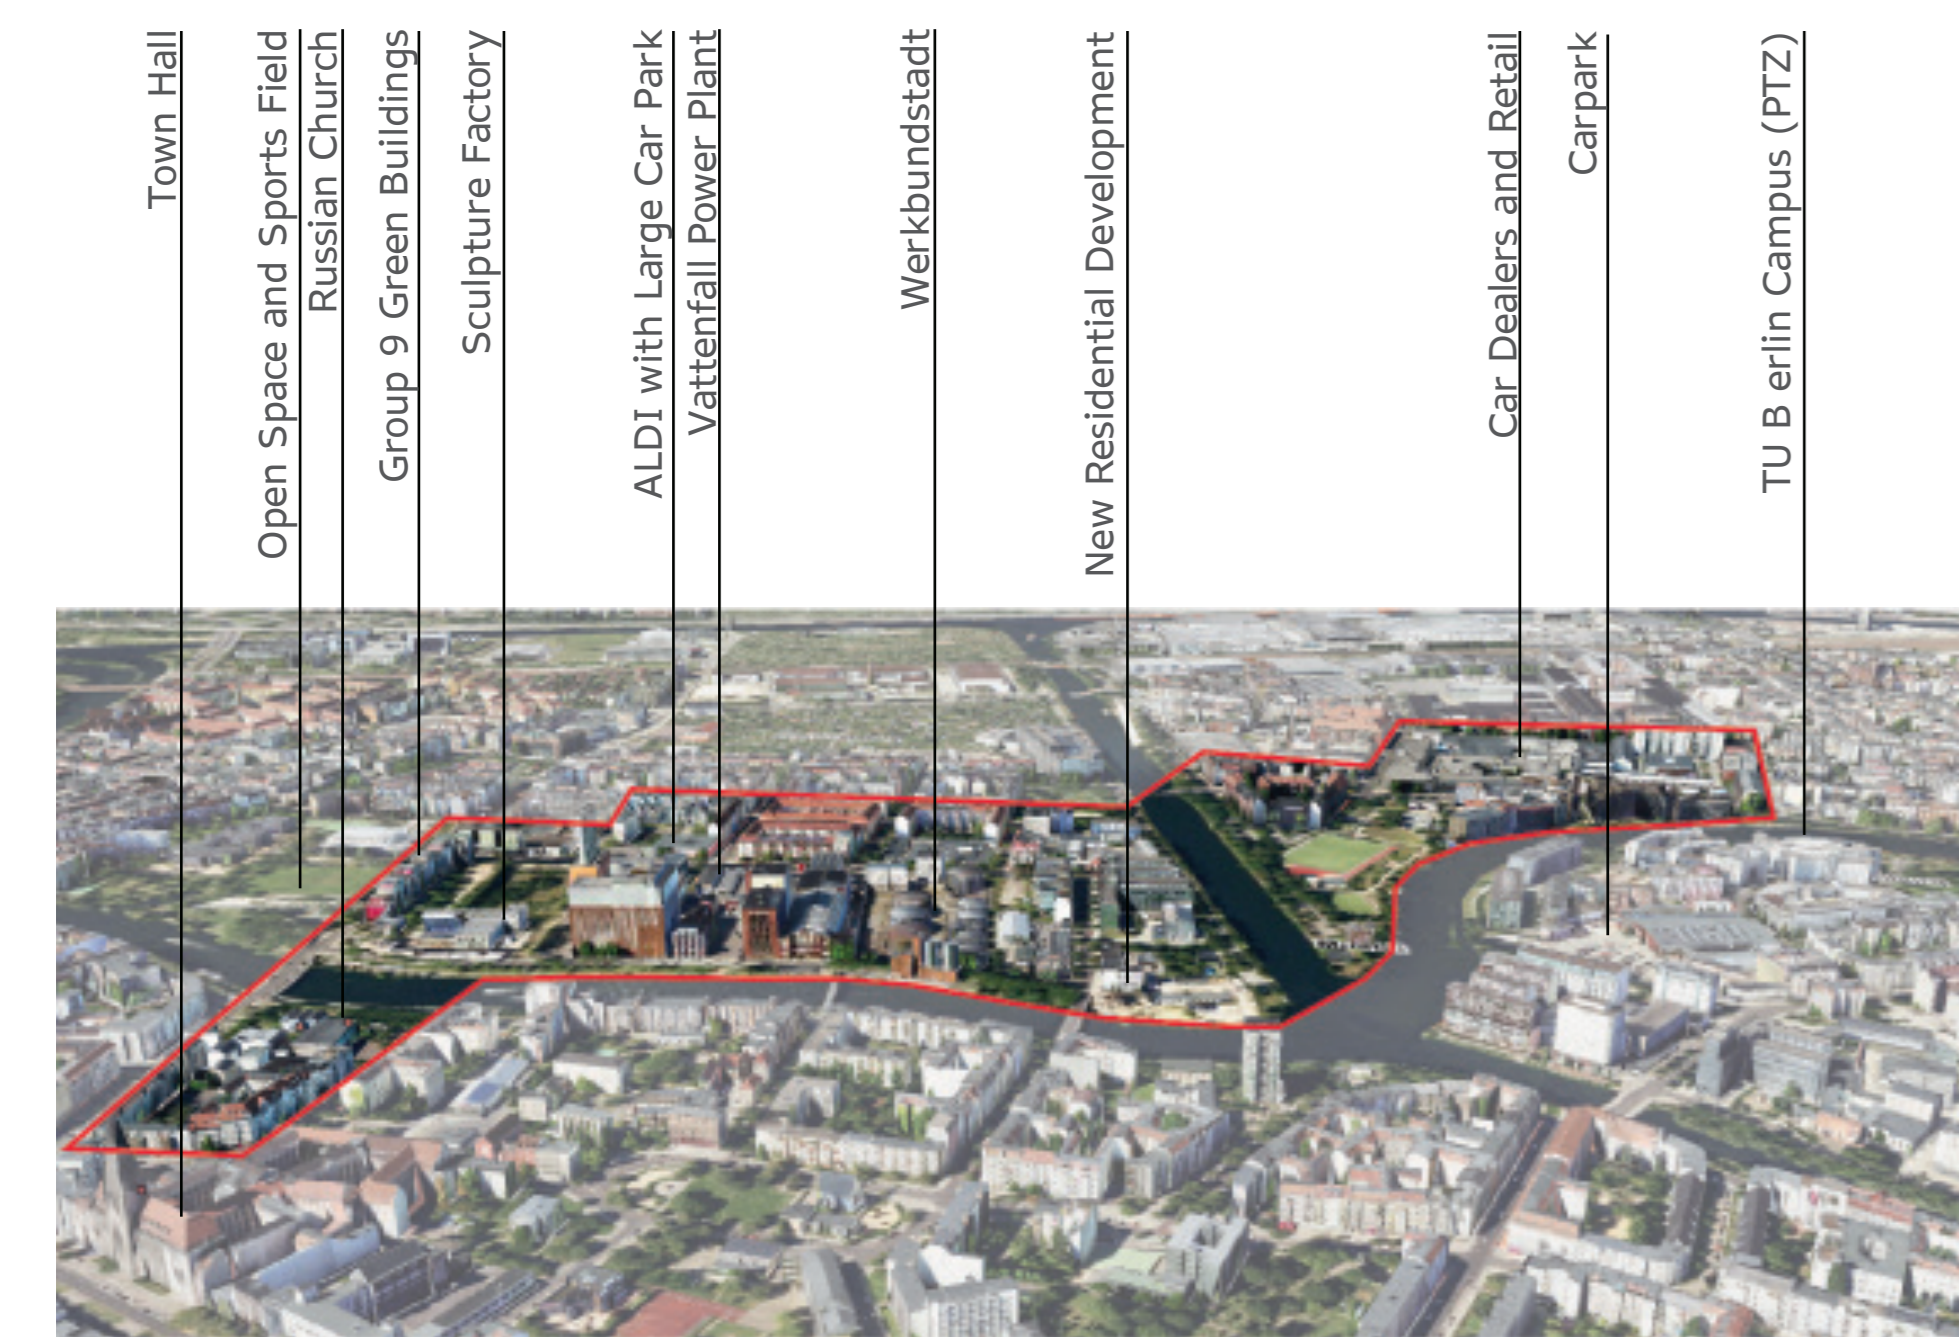 Town Hall
Open Space and Sports Field
Russian Church
Group 9 Green Buildings
Sculpture Factory
ALDI with Large Car Park
Vattenfall Power Plant
Werkbundstadt
New Residential Development
Car Dealers and Retail
Carpark
TU B erlin Campus (PTZ)